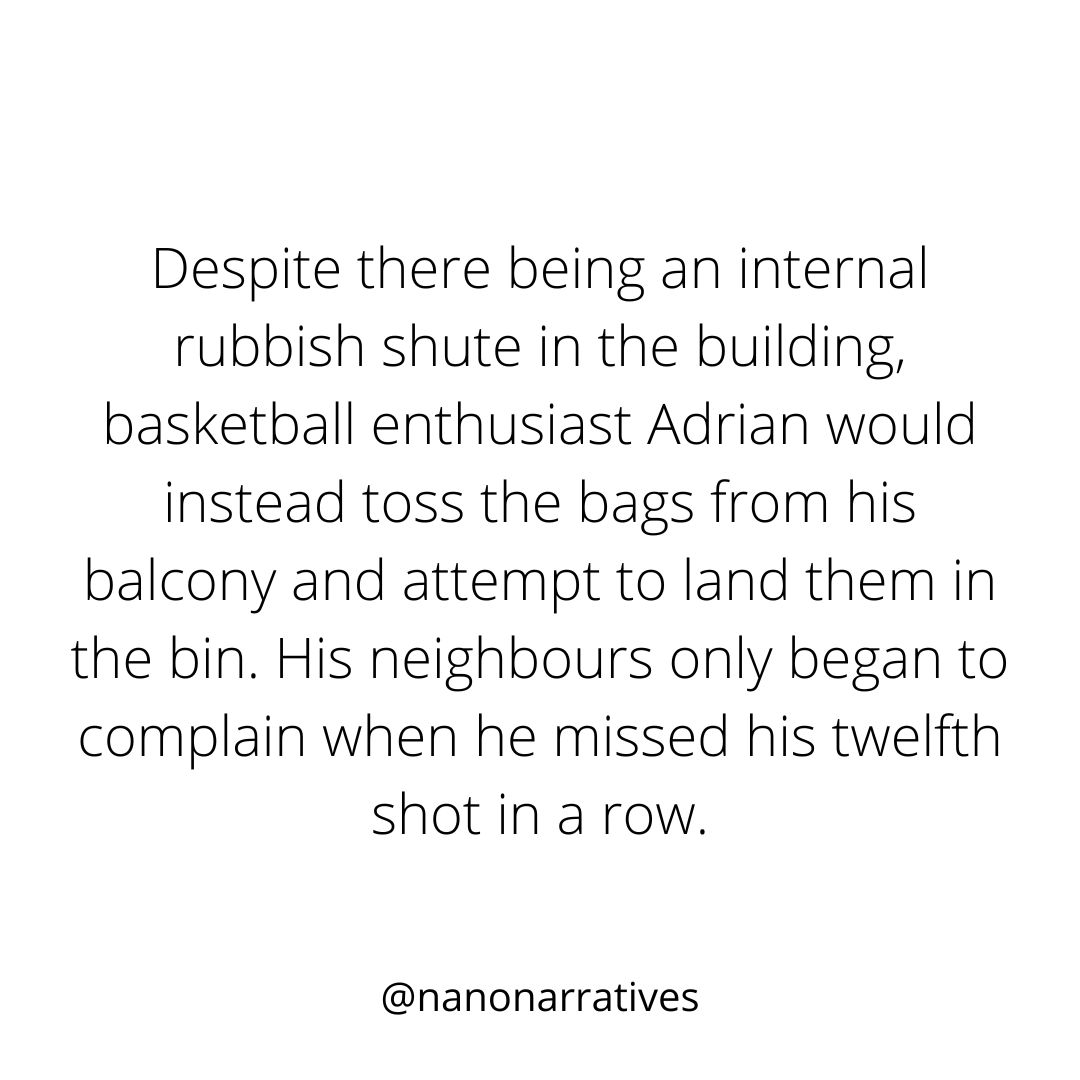 Despite there being an internal
rubbish shute in the building,
basketball enthusiast Adrian would
instead toss the bags from his
balcony and attempt to land them in
the bin. His neighbours only began to
complain when he missed his twelfth
shot in a row.
@nanonarratives